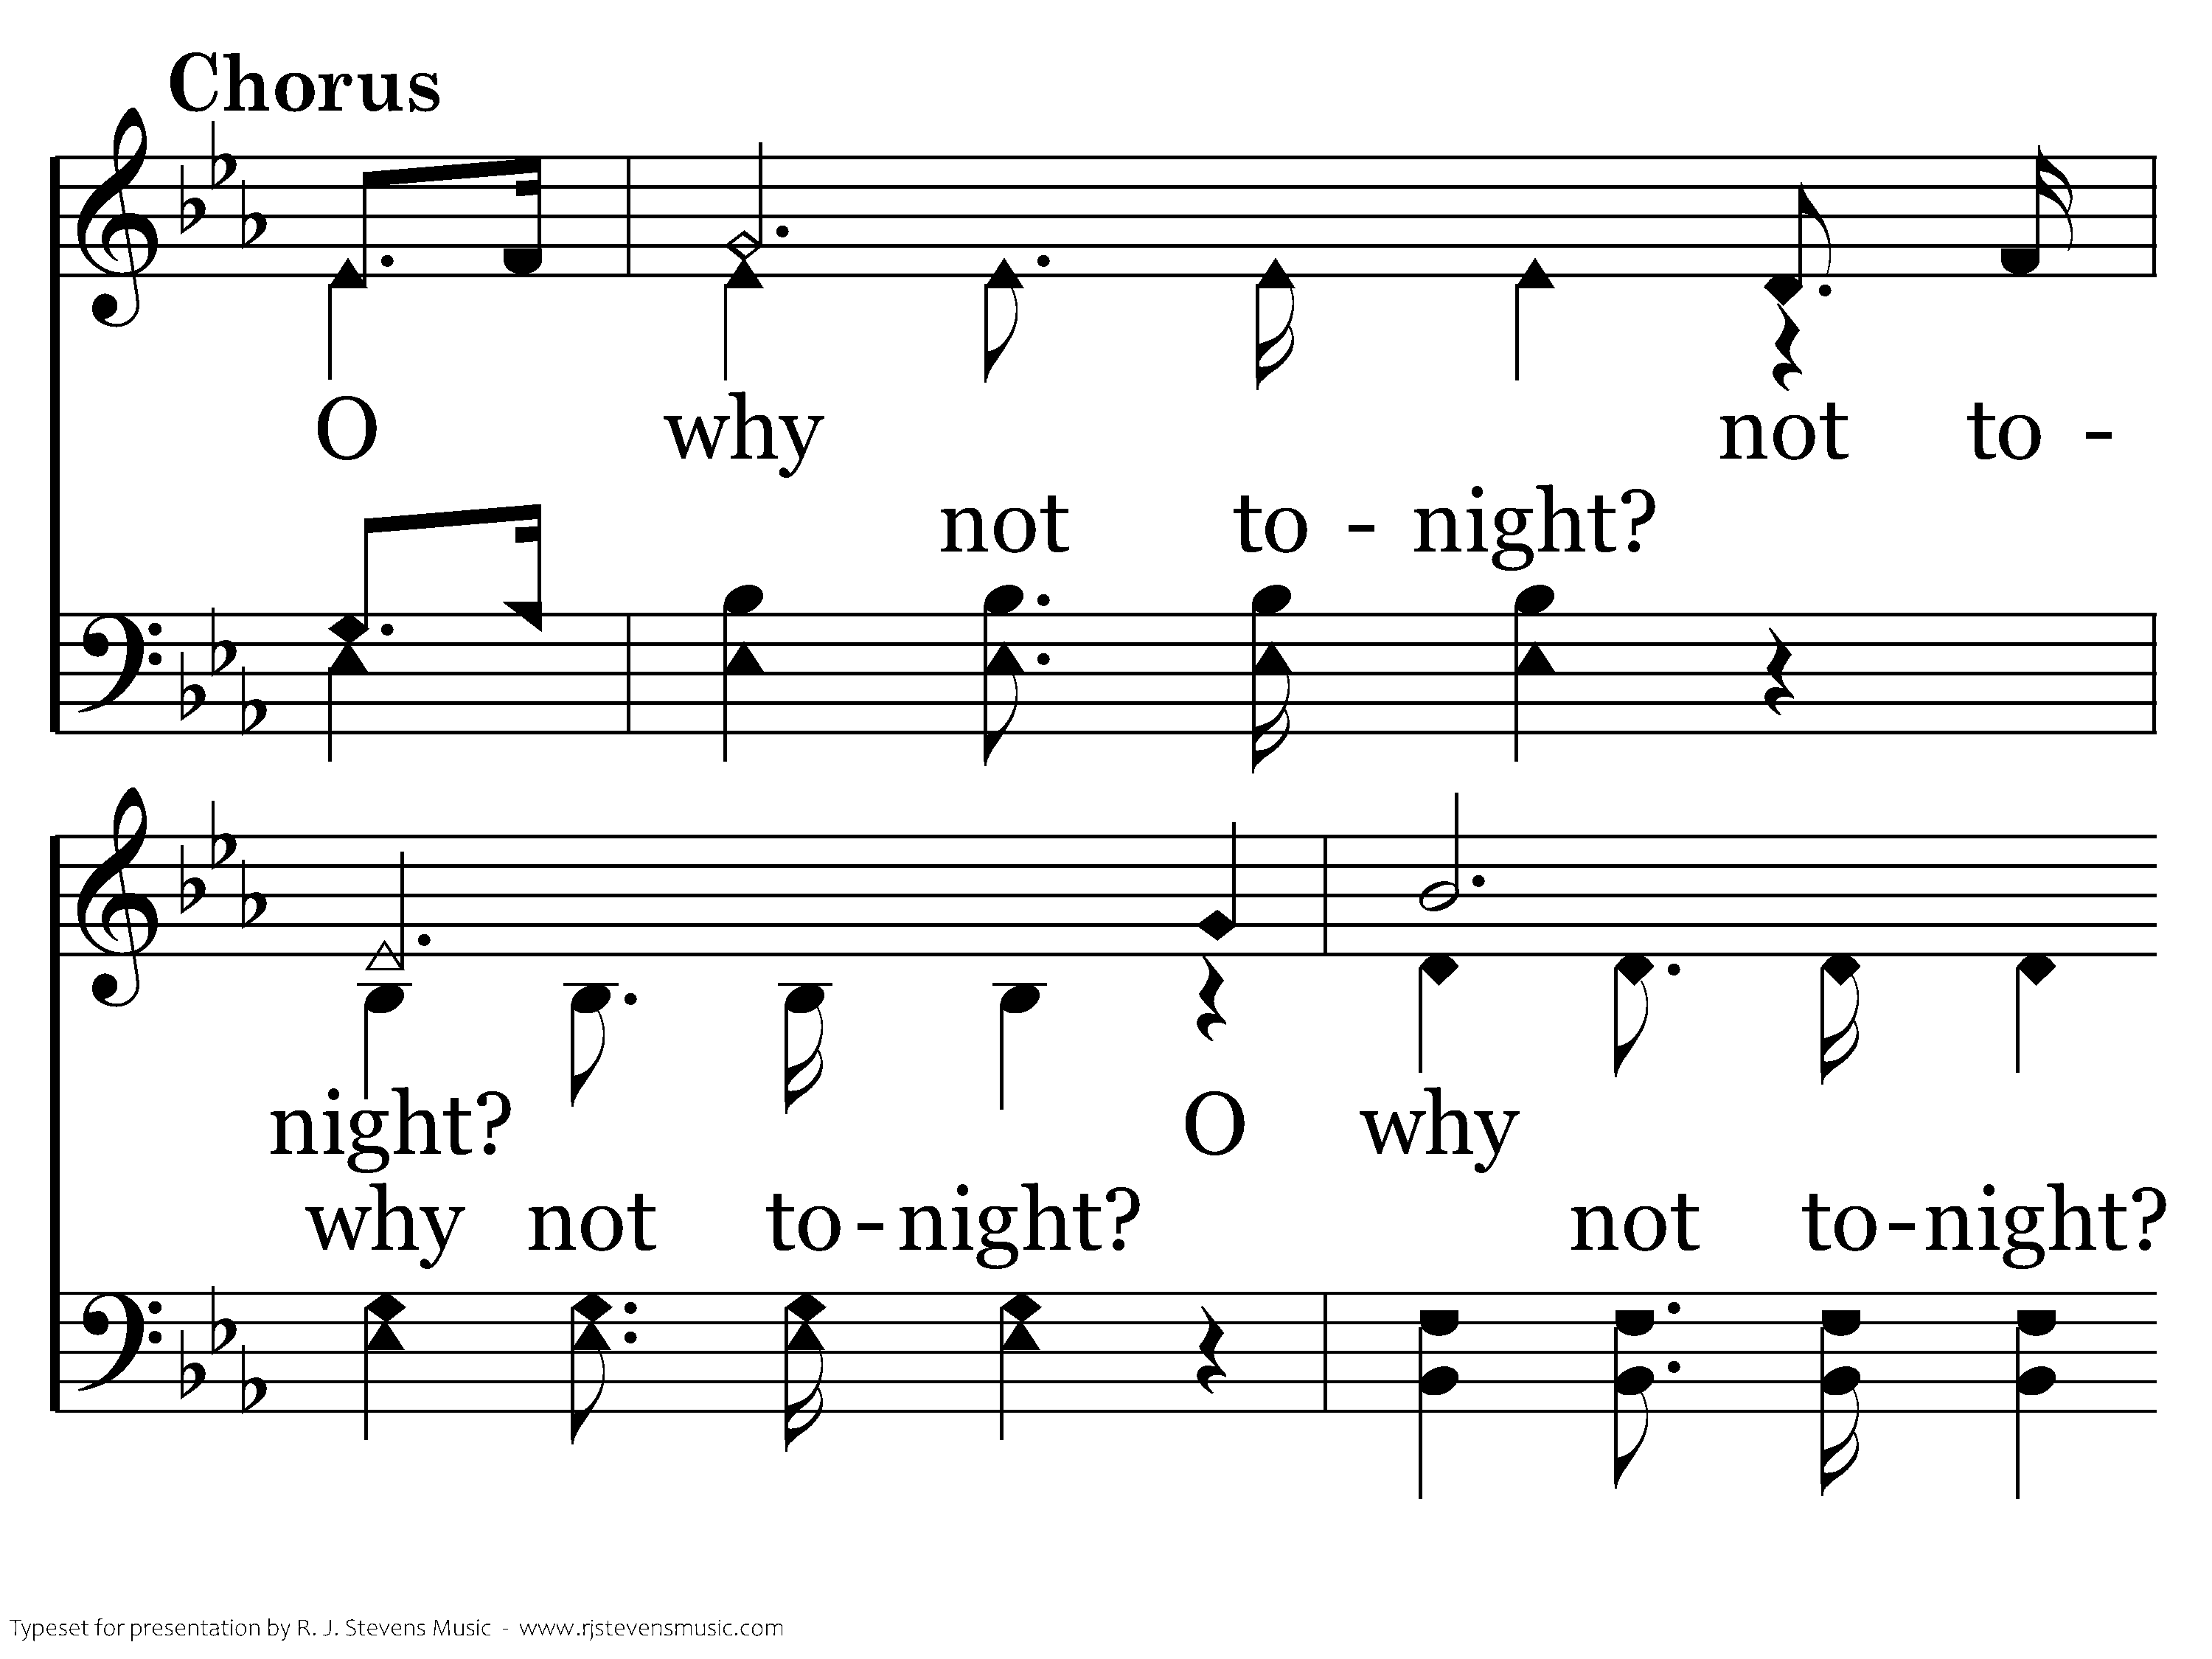 Chorus
O why not to -
not to - night?
night? O why
why not to - night? not to - night?
Typeset for presentation by R. J. Stevens Music - www.rjstevensmusic.com